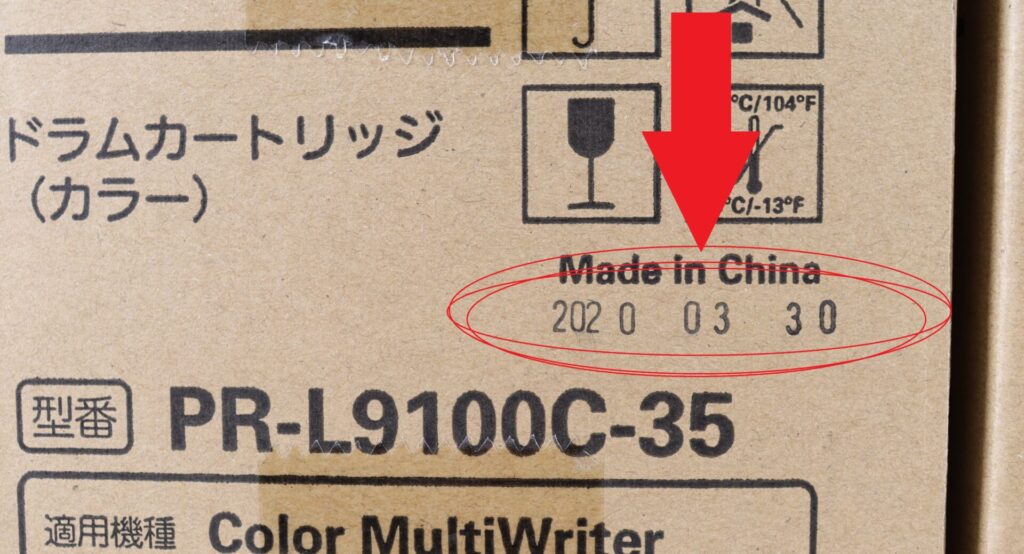 ドラムカートリッジ
（カラー）
°C/104°F
°C/-13°F
Made in China
2020 03 30
型番 PR-L9100C-35
適用機種 Color MultiWriter